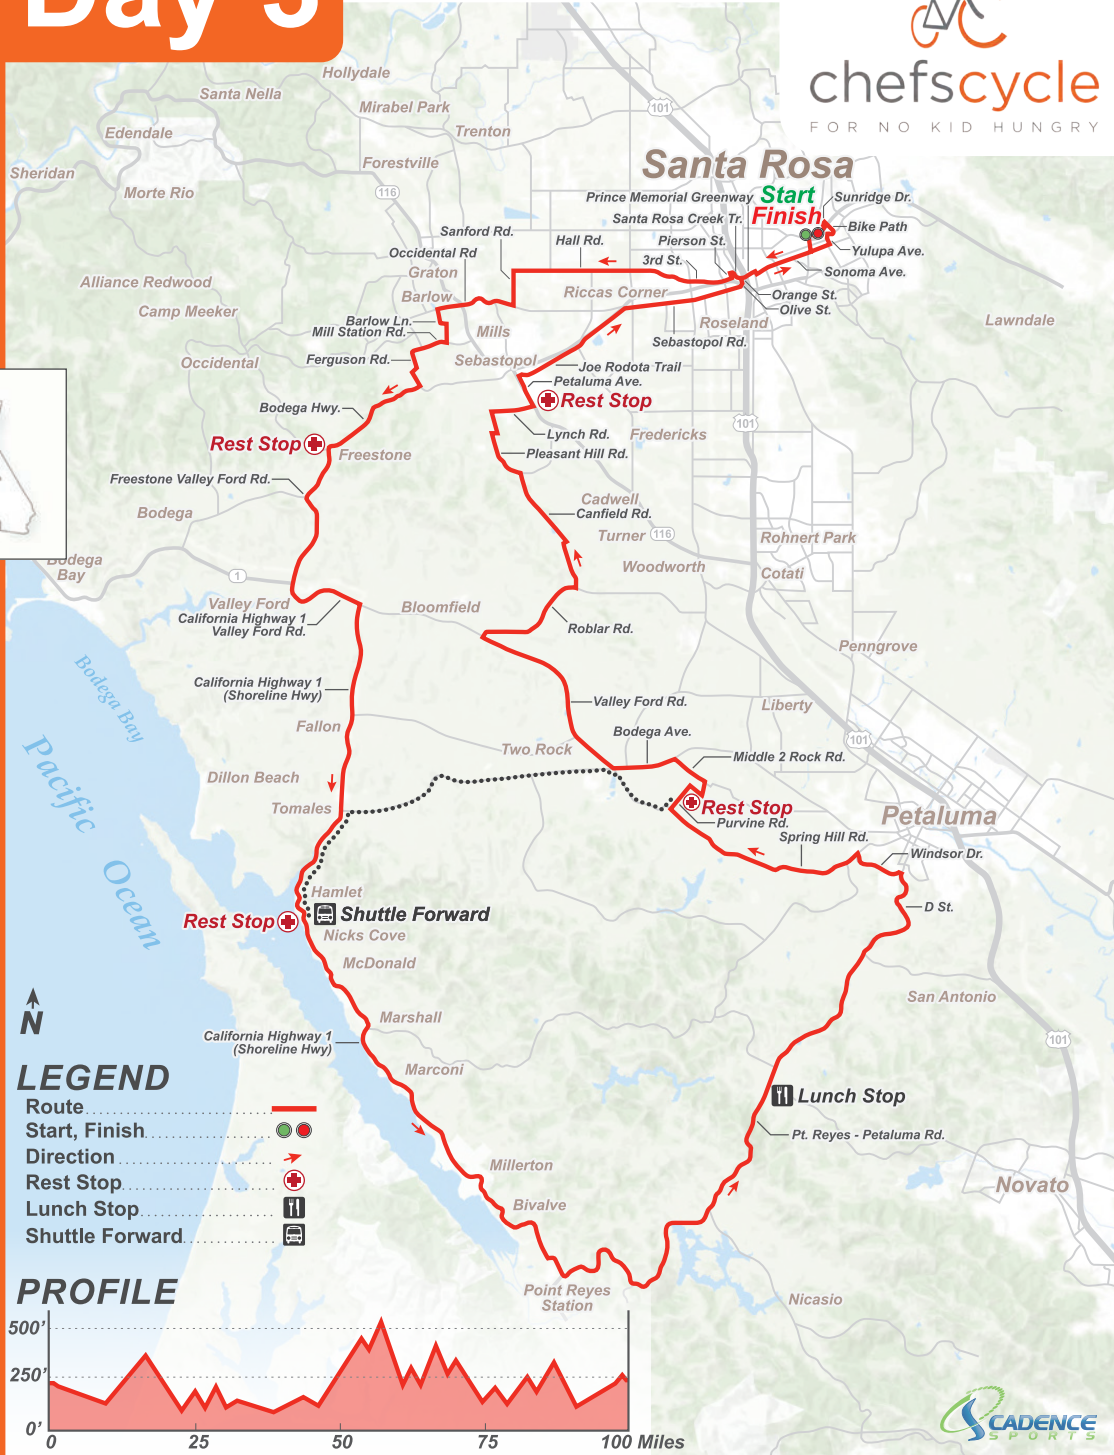 Day 3
chefscycle
FOR NO KID HUNGRY
Hollydale
Santa Nella
Mirabel Park
101
Edendale
Trenton
Forestville
Sheridan
Morte Rio
116
Santa Rosa
Prince Memorial Greenway
Start
Sunridge Dr.
Santa Rosa Creek Tr.
Finish
Bike Path
Sanford Rd.
Hall Rd.
Pierson St.
Yulupa Ave.
Occidental Rd
3rd St.
Sonoma Ave.
Graton
Alliance Redwood
Barlow
Riccas Corner
Orange St.
Olive St.
Camp Meeker
Barlow Ln.
Mill Station Rd.
Mills
Roseland
Lawndale
Sebastopol Rd.
Occidental
Ferguson Rd.
Sebastopol
Joe Rodota Trail
Petaluma Ave.
Rest Stop
Bodega Hwy.
Lynch Rd.
Fredericks
101
Rest Stop
Freestone
Pleasant Hill Rd.
Freestone Valley Ford Rd.
Cadwell
Canfield Rd.
Bodega
Turner
116
Rohnert Park
Bodega
Bay
1
Woodworth
Cotati
Valley Ford
California Highway 1
Valley Ford Rd.
Bloomfield
Roblar Rd.
Penngrove
Bodega Bay
California Highway 1
(Shoreline Hwy)
Valley Ford Rd.
Liberty
Fallon
Bodega Ave.
101
Two Rock
Middle 2 Rock Rd.
Pacific
Ocean
Dillon Beach
Tomales
Rest Stop
Purvine Rd.
Petaluma
Spring Hill Rd.
Windsor Dr.
Hamlet
D St.
Shuttle Forward
Rest Stop
Nicks Cove
McDonald
San Antonio
N
Marshall
California Highway 1
(Shoreline Hwy)
101
Marconi
LEGEND
Route
Start, Finish
Direction
Rest Stop
Lunch Stop
Shuttle Forward
Lunch Stop
Pt. Reyes - Petaluma Rd.
Millerton
Novato
Bivalve
Point Reyes
Station
Nicasio
PROFILE
500'
250'
0'
0 25 50 75 100 Miles
CADENCE
SPORTS